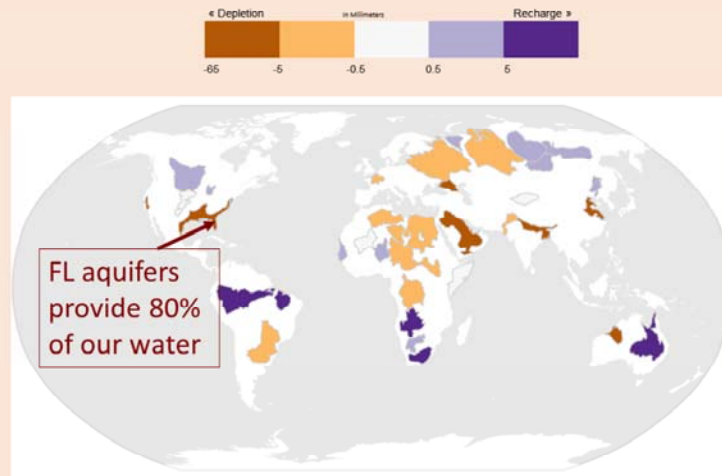 « Depletion in Millimeters Recharge »
-65 -5 -0.5 0.5 5
FL aquifers
provide 80%
of our water